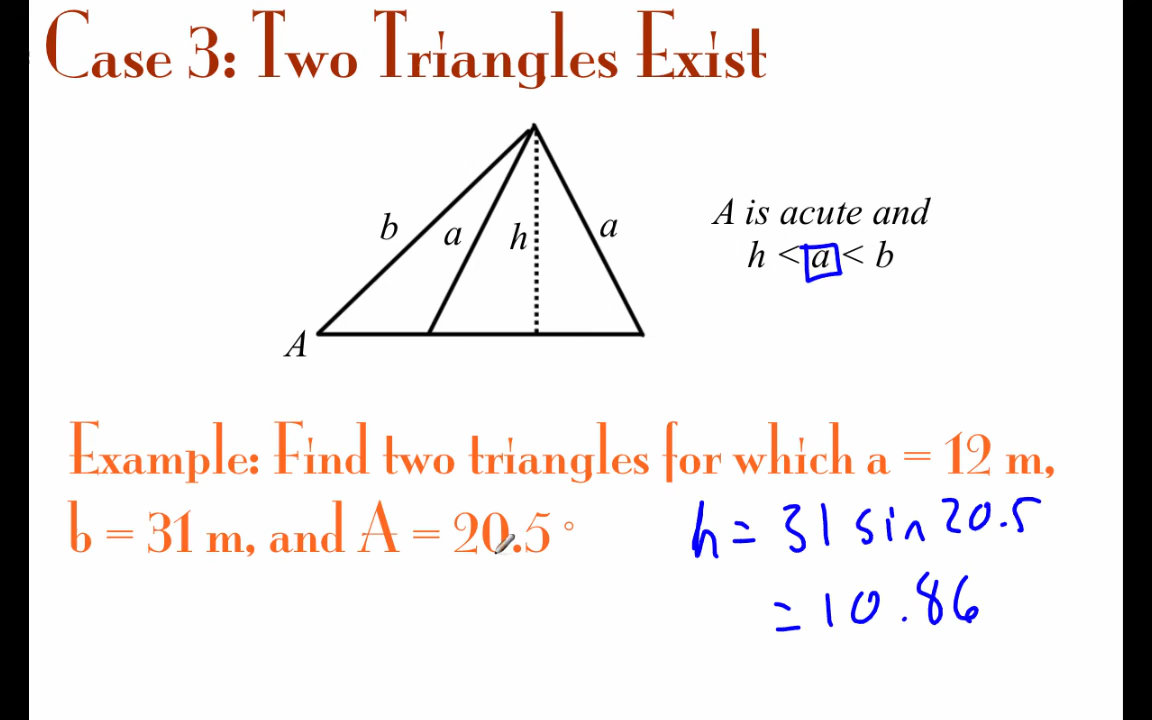 Case 3: Two Triangles Exist
b
a
h
a
A
A is acute and
h < a < b
Example: Find two triangles for which a = 12 m,
b = 31 m, and A = 20.5 °
h = 31 sin 20.5
= 10.86